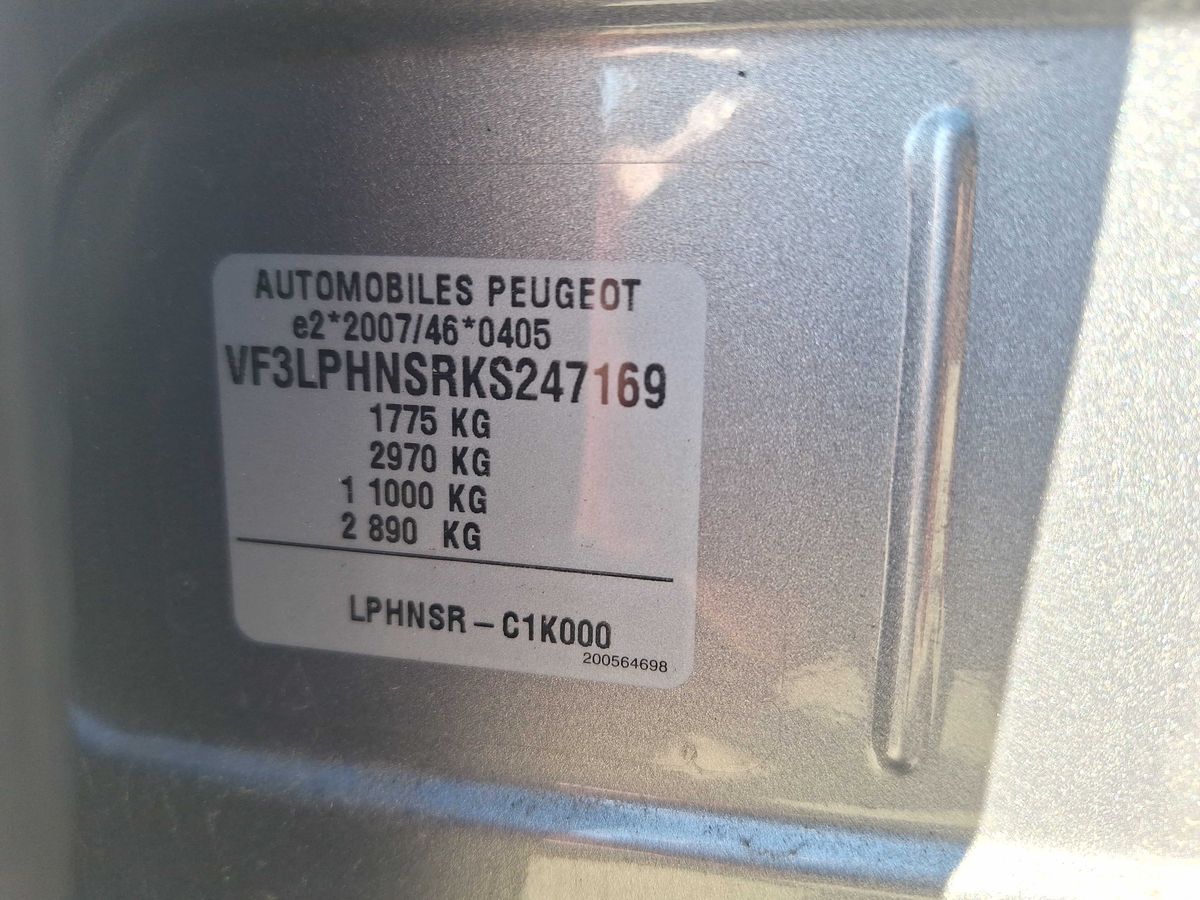 AUTOMOBILES PEUGEOT
e2*2007/46*0405
VF3LPHNSRKS247169
1775 KG
2970 KG
1 1000 KG
2 890 KG
LPHNSR – C1K000
200564698